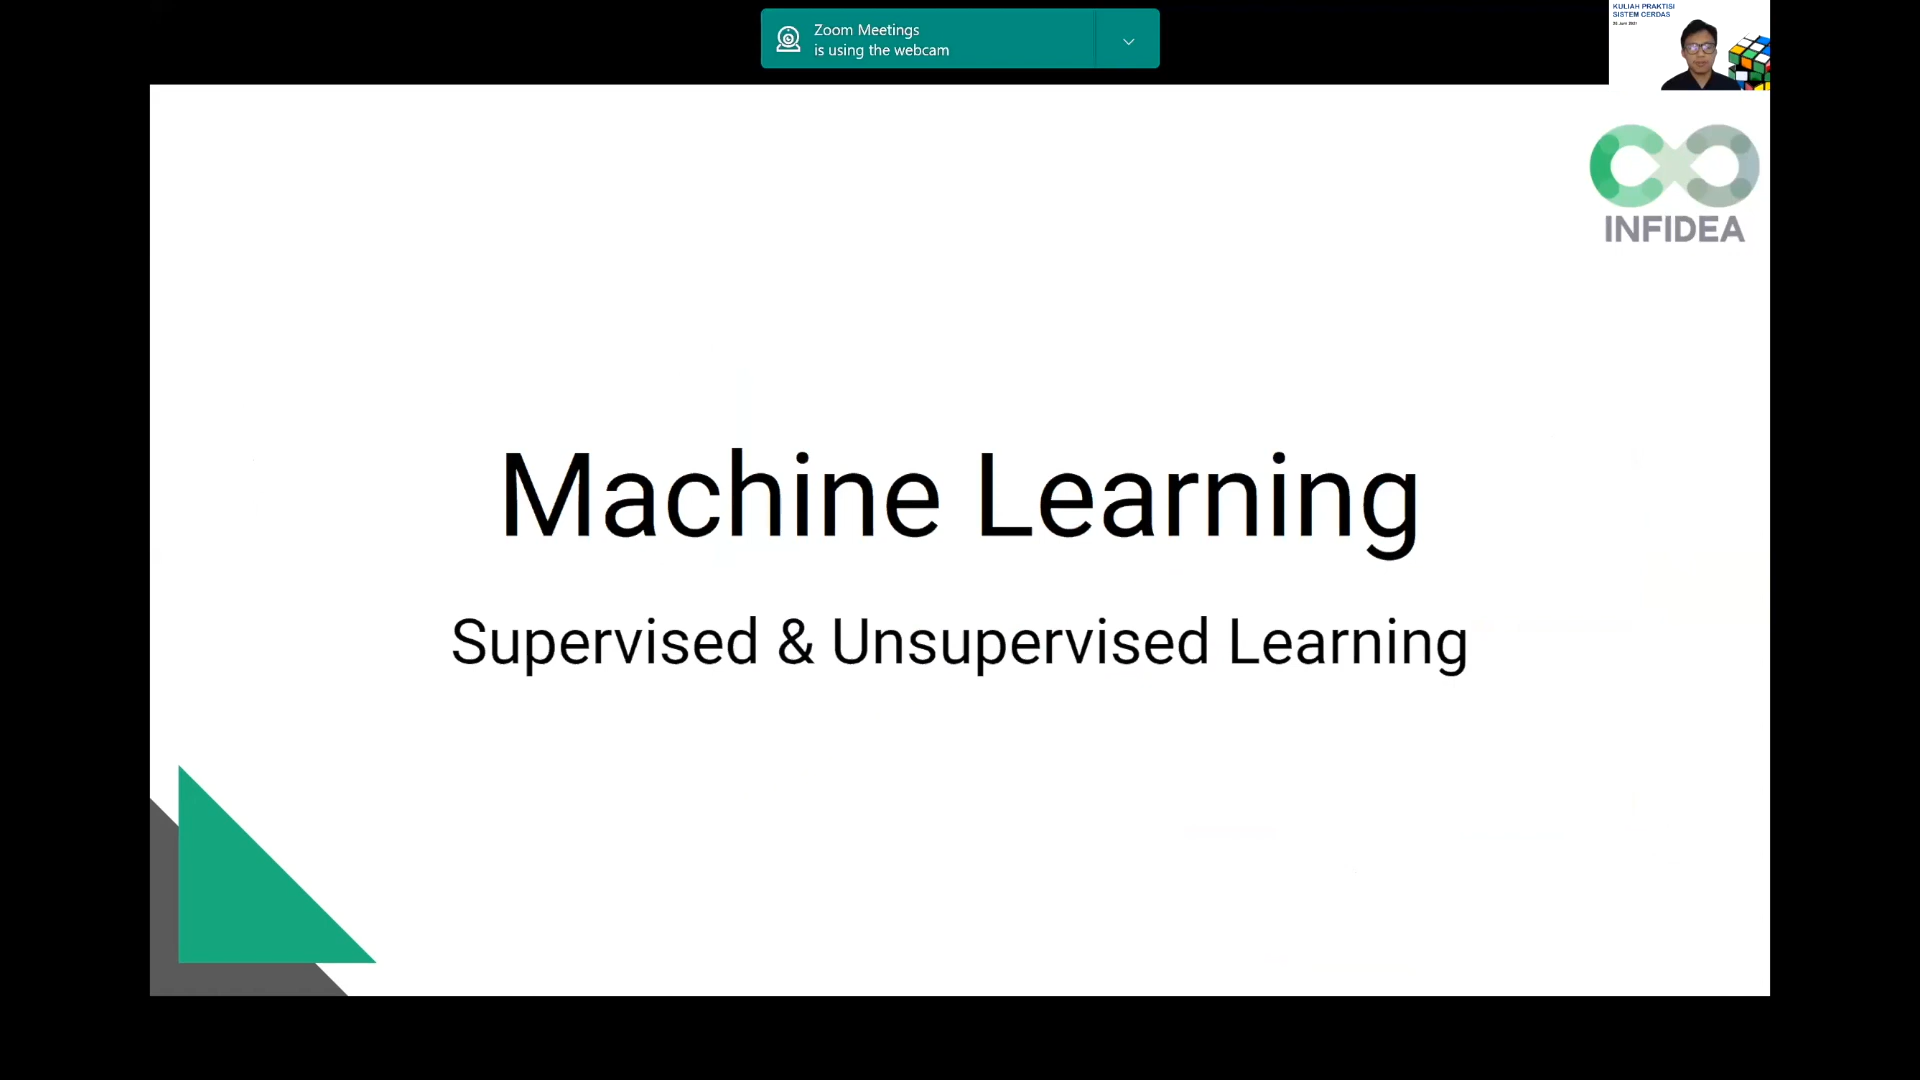 Zoom Meetings
is using the webcam
KULIAH PRAKTISI
SISTEM CERDAS
INFIDEA
Machine Learning
Supervised & Unsupervised Learning